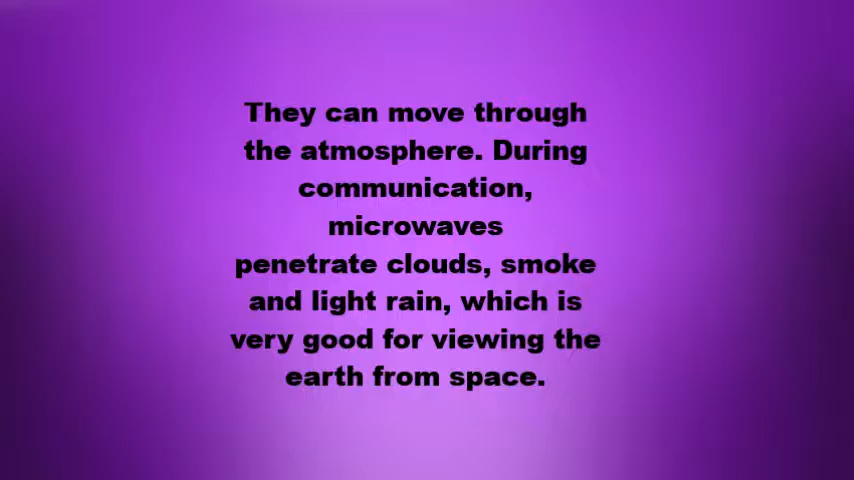 They can move through
the atmosphere. During
communication,
microwaves
penetrate clouds, smoke
and light rain, which is
very good for viewing the
earth from space.